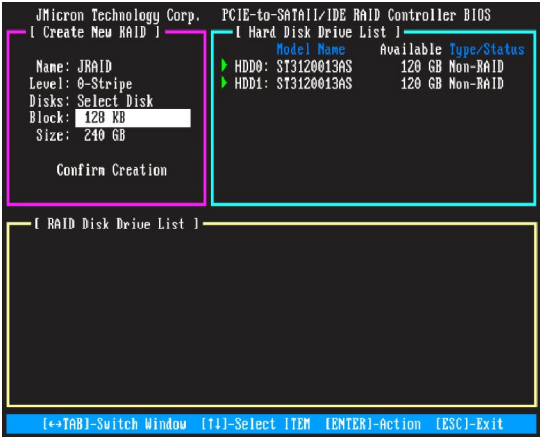 JMicron Technology Corp. PCIE-to-SATAII/IDE RAID Controller BIOS
[ Create New RAID ]
Name: JRAID
Level: 0-Stripe
Disks: Select Disk
Block: 128 KB
Size: 240 GB
Confirm Creation
[ Hard Disk Drive List ]
Model Name Available Type/Status
HDD0: ST3120013AS 120 GB Non-RAID
HDD1: ST3120013AS 120 GB Non-RAID
[ RAID Disk Drive List ]
[←→TAB]-Switch Window [↑↓]-Select ITEM [ENTER]-Action [ESC]-Exit